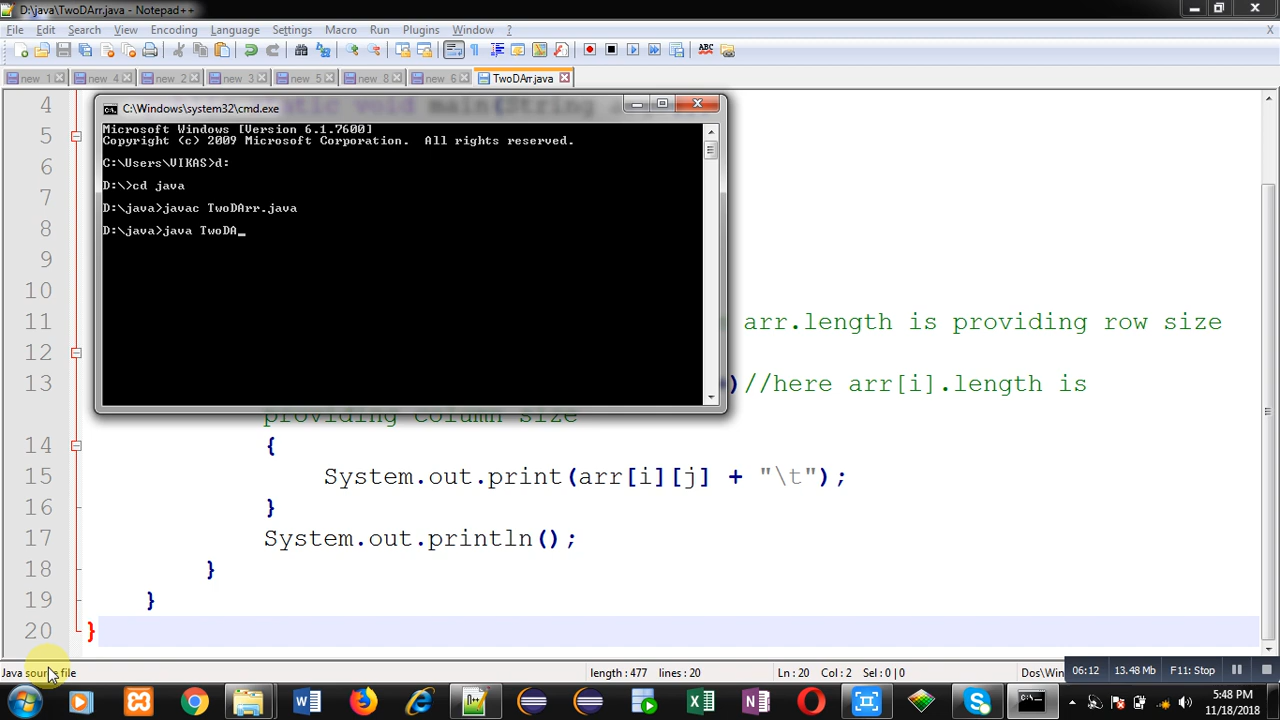 D:\java\TwoDArr.java - Notepad++
File Edit Search View Encoding Language Settings Macro Run Plugins Window ? X
new 1 new 4 new 2 new 3 new 5 new 8 new 6 TwoDArr.java
4
C:\Windows\system32\cmd.exe
Microsoft Windows [Version 6.1.7600]
Copyright (c) 2009 Microsoft Corporation. All rights reserved.
C:\Users\VIKAS>d:
D:\>cd java
D:\java>javac TwoDArr.java
D:\java>java TwoDA_
5
6
7
8
9
10
11 arr.length is providing row size
12
13 )//here arr[i].length is
providing column size
14 {
15 System.out.print(arr[i][j] + "\t");
16 }
17 System.out.println();
18 }
19 }
20 }
Java source file length : 477 lines : 20 Ln : 20 Col : 2 Sel : 0 | 0 Dos\Win 06:12 13.48 Mb F11: Stop
5:48 PM
11/18/2018